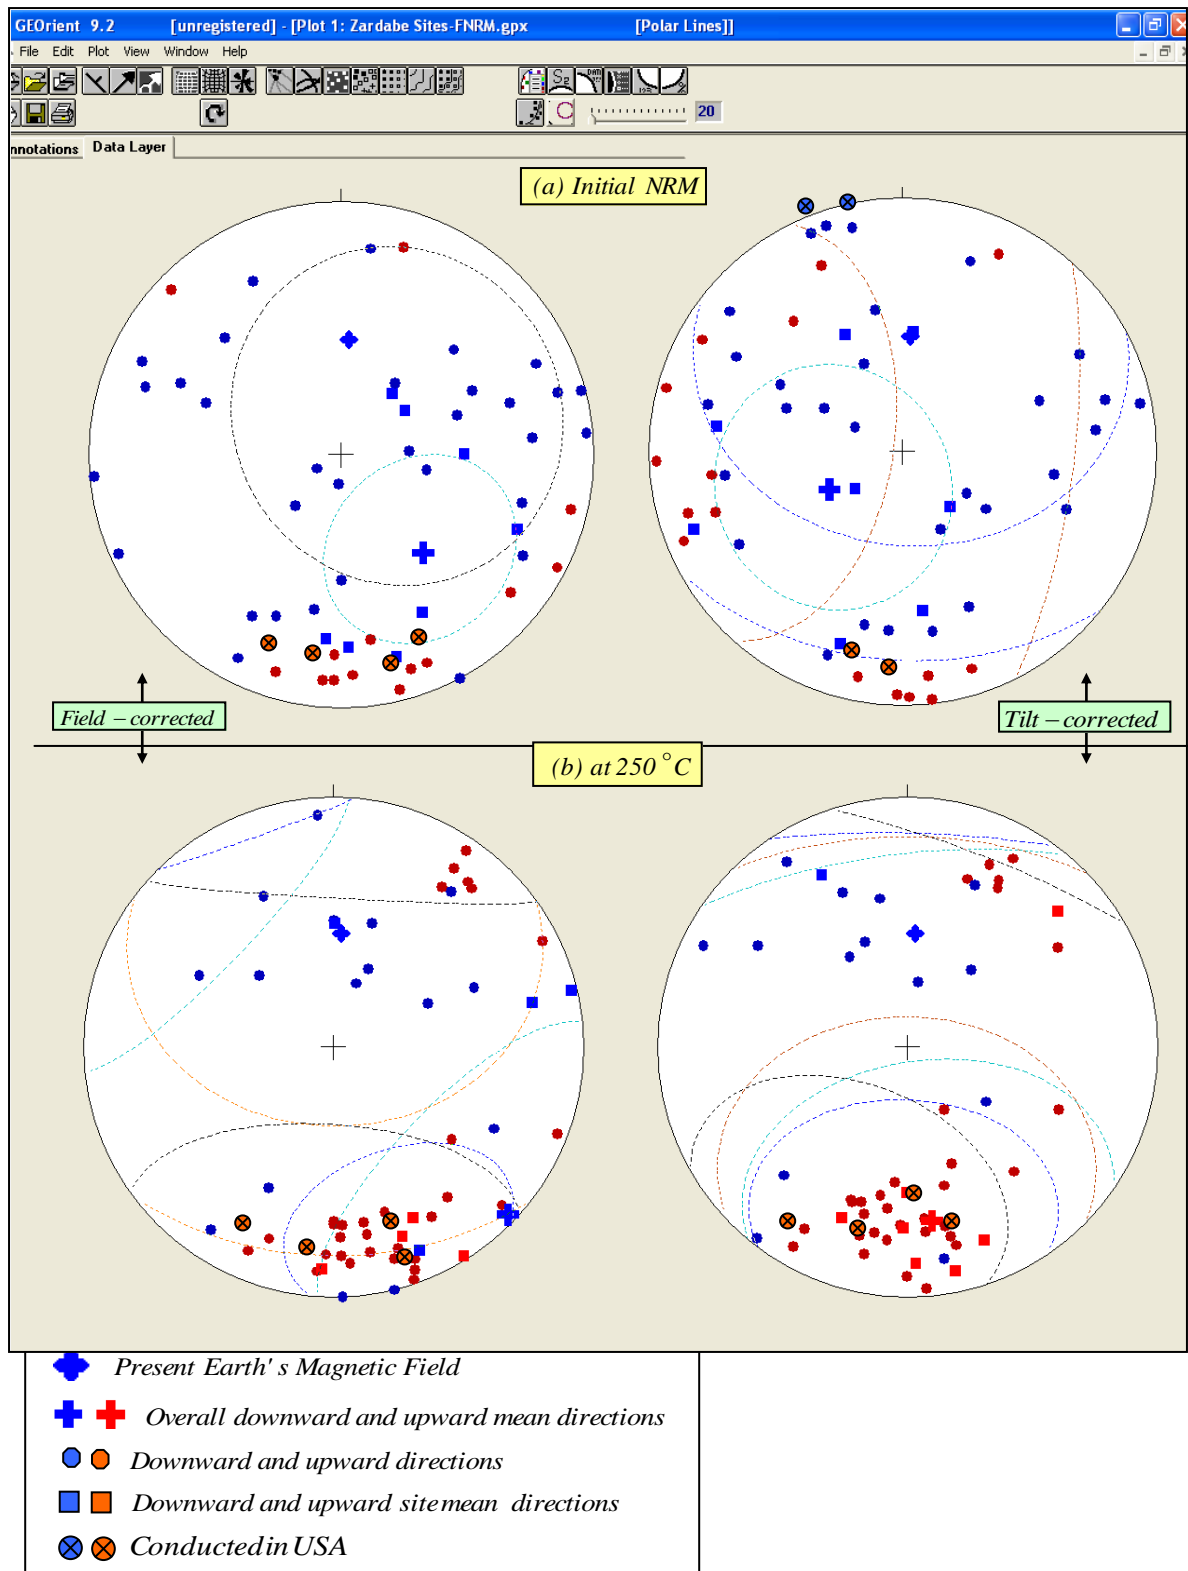 GEOrient 9.2 [unregistered] - [Plot 1: Zardabe Sites-FNRM.gpx [Polar Lines]]
File Edit Plot View Window Help
20
nnotations Data Layer
(a) Initial NRM
Field – corrected
Tilt – corrected
(b) at 250 °C
Present Earth's Magnetic Field
Overall downward and upward mean directions
Downward and upward directions
Downward and upward site mean directions
Conducted in USA